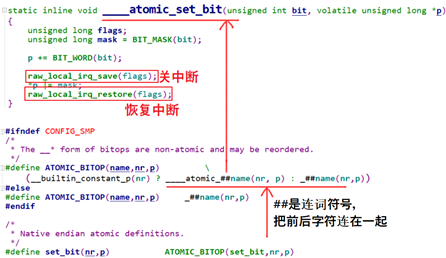 static inline void ____atomic_set_bit(unsigned int bit, volatile unsigned long *p)
{
unsigned long flags;
unsigned long mask = BIT_MASK(bit);
p += BIT_WORD(bit);
raw_local_irq_save(flags); 关中断
*p |= mask;
raw_local_irq_restore(flags);
}
恢复中断
#ifndef CONFIG_SMP
/*
* The __* form of bitops are non-atomic and may be reordered.
*/
#define ATOMIC_BITOP(name,nr,p) \
(__builtin_constant_p(nr) ? ____atomic_##name(nr, p) : _##name(nr,p))
#else
#define ATOMIC_BITOP(name,nr,p) _##name(nr,p)
#endif
##是连词符号，
把前后字符连在一起
/*
* Native endian atomic definitions.
*/
#define set_bit(nr,p) ATOMIC_BITOP(set_bit,nr,p)